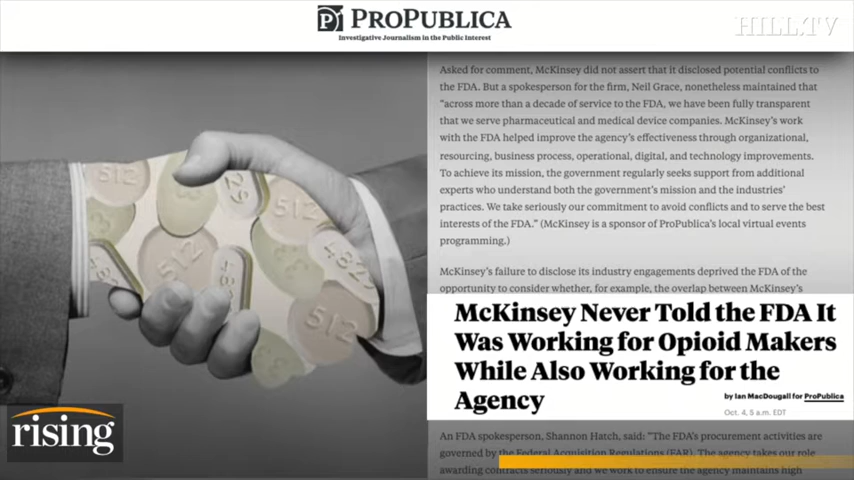 PROPUBLICA
Investigative Journalism in the Public Interest
HILL.TV
Asked for comment, McKinsey did not assert that it disclosed potential conflicts to
the FDA. But a spokesperson for the firm, Neil Grace, nonetheless maintained that
“across more than a decade of service to the FDA, we have been fully transparent
that we serve pharmaceutical and medical device companies. McKinsey’s work
with the FDA helped improve the agency’s effectiveness through organizational,
resourcing, business process, operational, digital, and technology improvements.
To achieve its mission, the government regularly seeks support from additional
experts who understand both the government’s mission and the industries’
practices. We take seriously our commitment to avoid conflicts and to serve the best
interests of the FDA.” (McKinsey is a sponsor of ProPublica’s local virtual events
programming.)
McKinsey’s failure to disclose its industry engagements deprived the FDA of the
opportunity to consider whether, for example, the overlap between McKinsey’s
McKinsey Never Told the FDA It
Was Working for Opioid Makers
While Also Working for the
Agency
by Ian MacDougall for ProPublica
Oct. 4, 5 a.m. EDT
An FDA spokesperson, Shannon Hatch, said: “The FDA’s procurement activities are
governed by the Federal Acquisition Regulations (FAR). The agency takes our role
awarding contracts seriously and we work to ensure the agency maintains high
512
29
512
512
482
482
512
rising